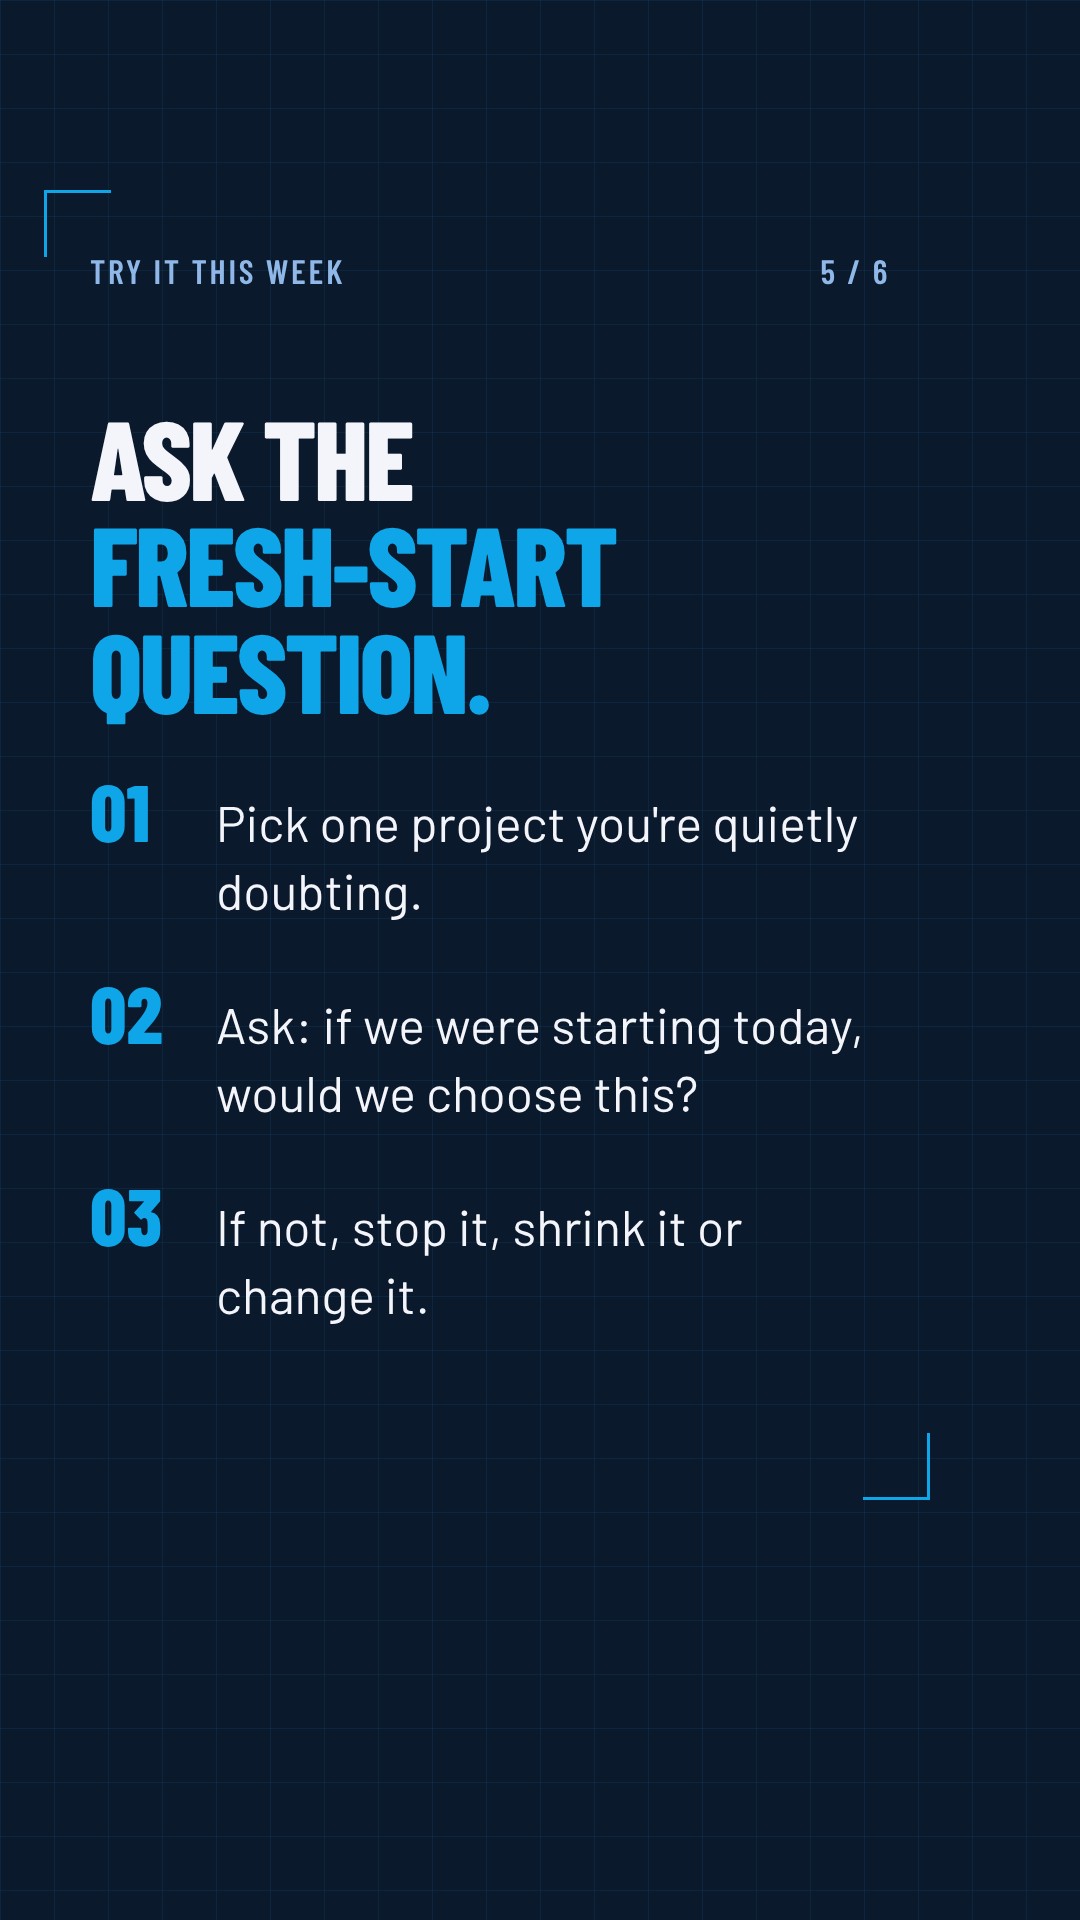 TRY IT THIS WEEK
5 / 6
ASK THE
FRESH-START
QUESTION.
01
Pick one project you're quietly
doubting.
02
Ask: if we were starting today,
would we choose this?
03
If not, stop it, shrink it or
change it.